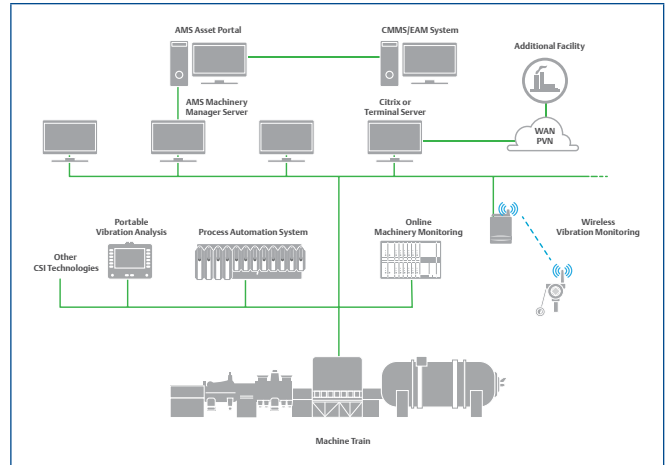 AMS Asset Portal
CMMS/EAM System
Additional Facility
AMS Machinery
Manager Server
Citrix or
Terminal Server
WAN
PVN
Portable
Vibration Analysis
Process Automation System
Online
Machinery Monitoring
Wireless
Vibration Monitoring
Other
CSI Technologies
Machine Train